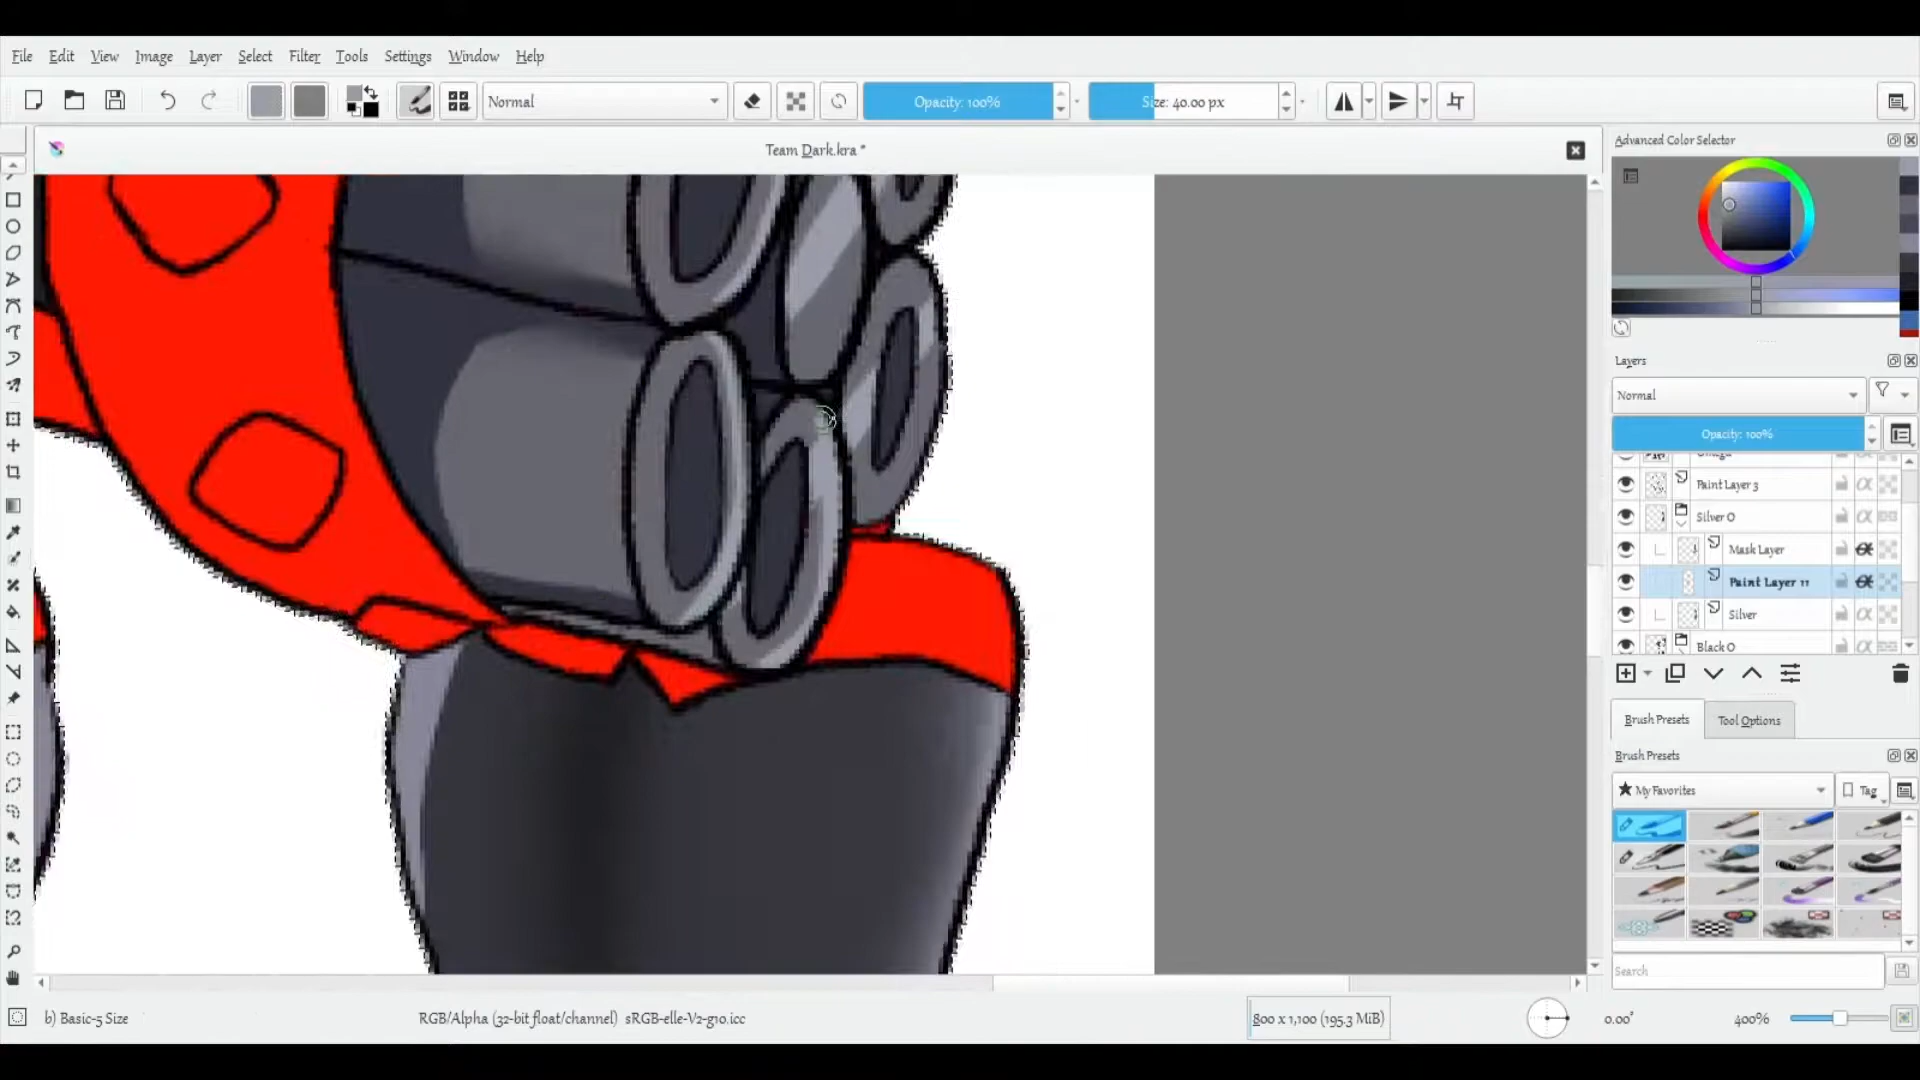 File Edit View Image Layer Select Filter Tools Settings Window Help
Normal
Opacity: 100%
Size: 40.00 px
Team Dark.kra *
Advanced Color Selector
Layers
Normal
Opacity: 100%
Omega
Paint Layer 3
Silver O
Mask Layer
Paint Layer 11
Silver
Black O
Brush Presets
Tool Options
Brush Presets
My Favorites
Tag
Search
b) Basic-5 Size
RGB/Alpha (32-bit float/channel) sRGB-elle-V2-g10.icc
800 x 1,100 (195.3 MiB)
0.00°
400%